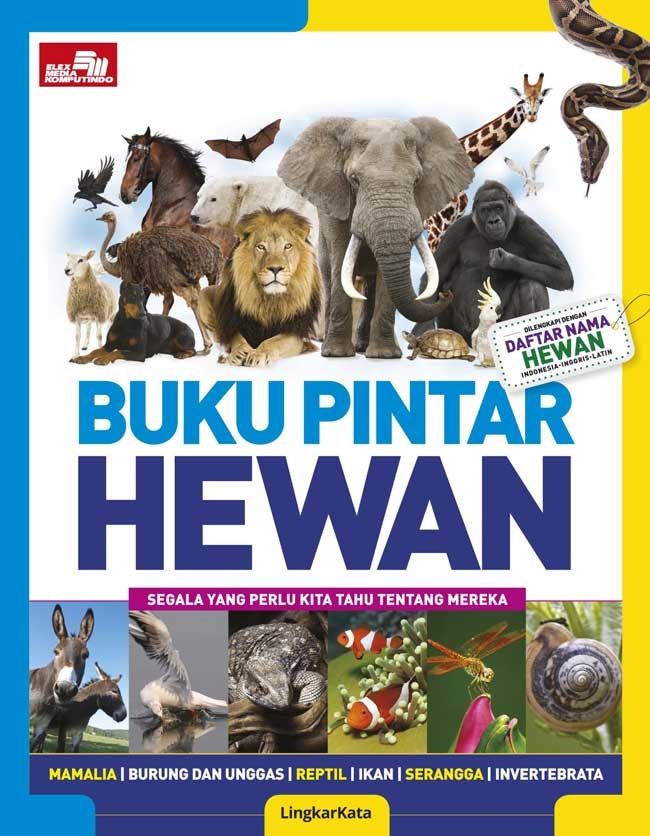 ELEX
MEDIA
KOMPUTINDO
DILENGKAPI DENGAN
DAFTAR NAMA
HEWAN
INDONESIA-INGGRIS-LATIN
BUKU PINTAR
HEWAN
SEGALA YANG PERLU KITA TAHU TENTANG MEREKA
MAMALIA | BURUNG DAN UNGGAS | REPTIL | IKAN | SERANGGA | INVERTEBRATA
LingkarKata